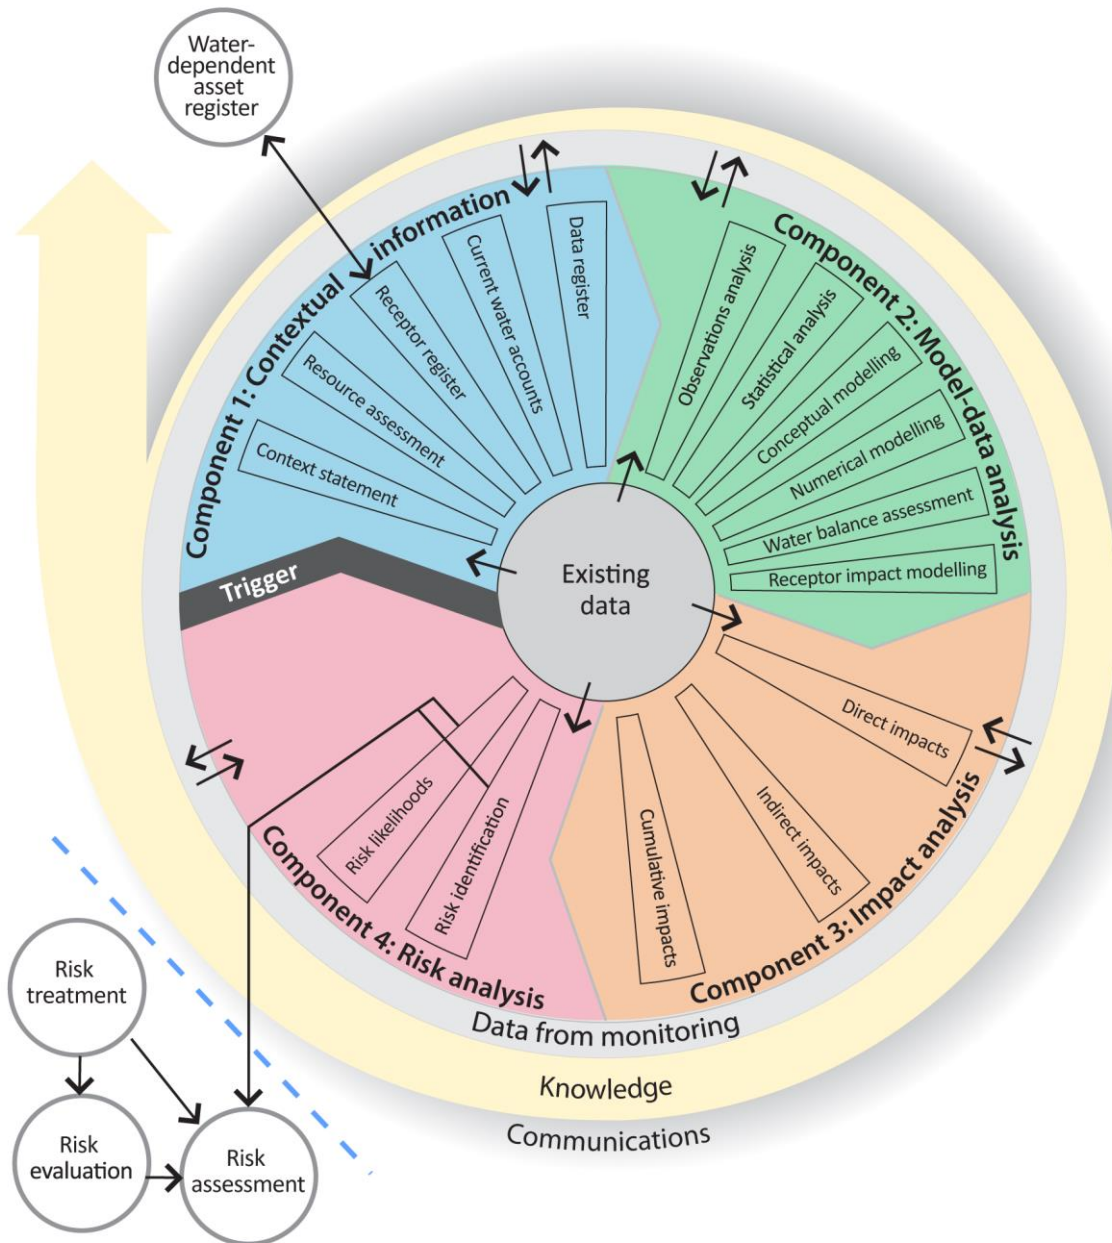 Water-
dependent
asset
register
Component 1: Contextual information
Context statement
Resource assessment
Receptor register
Current water accounts
Data register
Component 2: Model-data analysis
Observations analysis
Statistical analysis
Conceptual modelling
Numerical modelling
Water balance assessment
Receptor impact modelling
Trigger
Existing
data
Component 3: Impact analysis
Direct impacts
Indirect impacts
Cumulative impacts
Component 4: Risk analysis
Risk identification
Risk likelihoods
Data from monitoring
Knowledge
Communications
Risk
treatment
Risk
evaluation
Risk
assessment